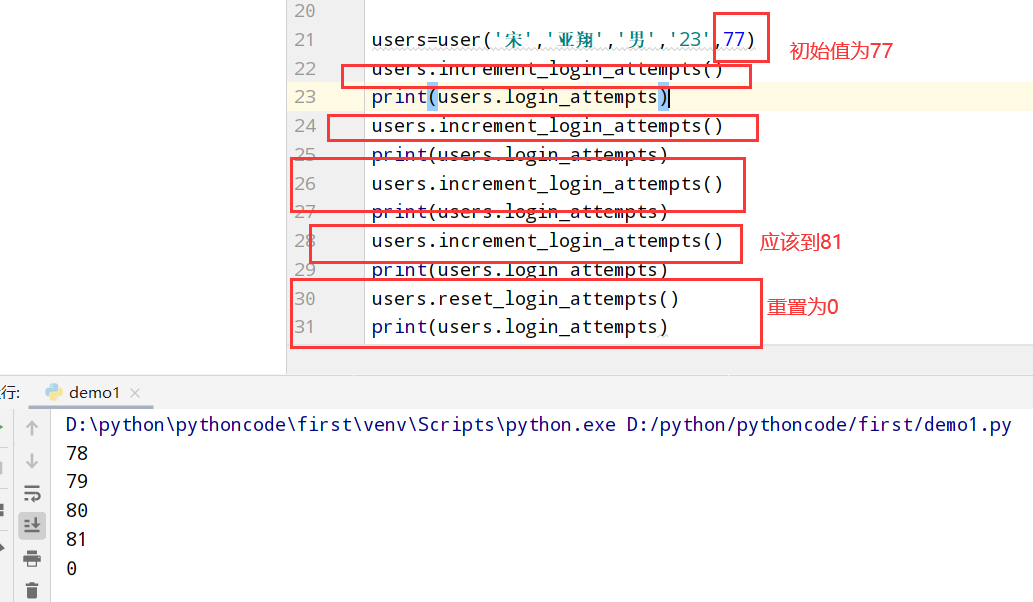 20
21 users=user('宋','亚翔','男','23',77) 初始值为77
22 users.increment_login_attempts()
23 print(users.login_attempts)
24 users.increment_login_attempts()
25 print(users.login_attempts)
26 users.increment_login_attempts()
27 print(users.login_attempts)
28 users.increment_login_attempts() 应该到81
29 print(users.login_attempts)
30 users.reset_login_attempts() 重置为0
31 print(users.login_attempts)
行: demo1
D:\python\pythoncode\first\venv\Scripts\python.exe D:/python/pythoncode/first/demo1.py
78
79
80
81
0